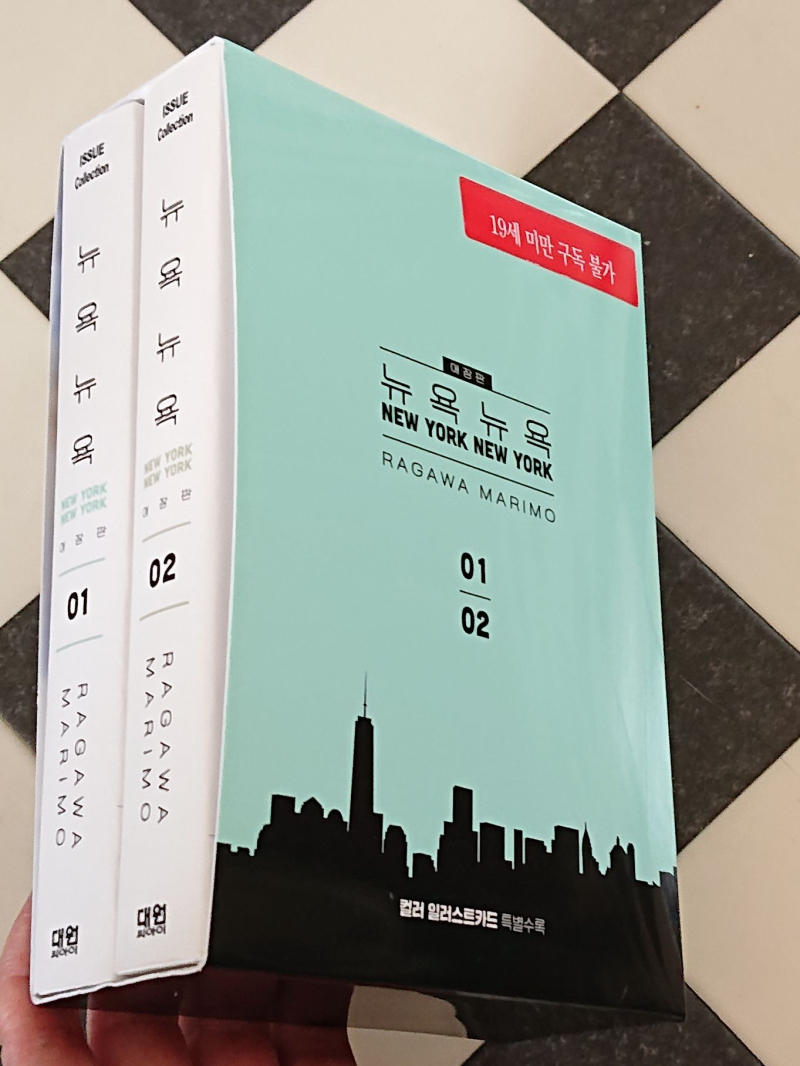 ISSUE
Collection
뉴욕뉴욕
NEW YORK
NEW YORK
애장판
01
RAGAWA
MARIMO
대원
씨아이
ISSUE
Collection
뉴욕뉴욕
NEW YORK
NEW YORK
애장판
02
RAGAWA
MARIMO
대원
씨아이
19세 미만 구독 불가
애장판
뉴욕뉴욕
NEW YORK NEW YORK
RAGAWA MARIMO
01
02
컬러 일러스트카드 특별수록